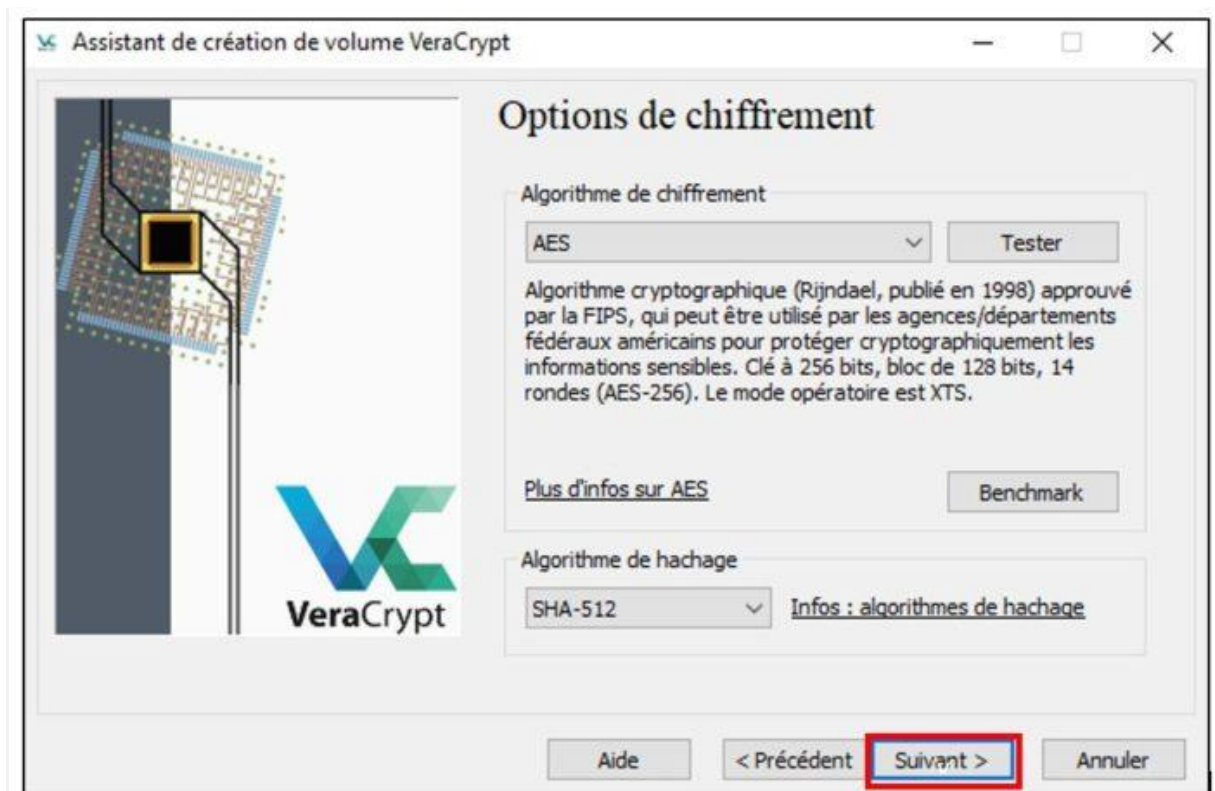 Assistant de création de volume VeraCrypt
Options de chiffrement
Algorithme de chiffrement
AES
Tester
Algorithme cryptographique (Rijndael, publié en 1998) approuvé
par la FIPS, qui peut être utilisé par les agences/départements
fédéraux américains pour protéger cryptographiquement les
informations sensibles. Clé à 256 bits, bloc de 128 bits, 14
rondes (AES-256). Le mode opératoire est XTS.
Plus d'infos sur AES
Benchmark
Algorithme de hachage
SHA-512
Infos : algorithmes de hachage
VeraCrypt
Aide
< Précédent
Suivant >
Annuler